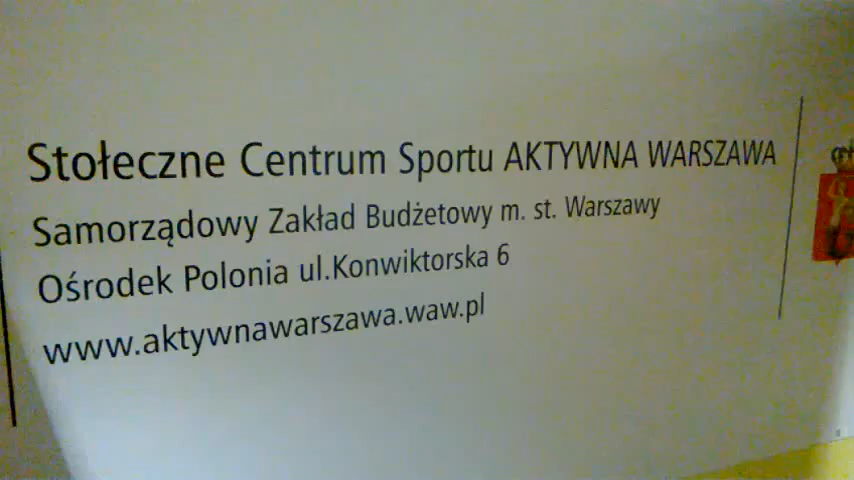 Stołeczne Centrum Sportu AKTYWNA WARSZAWA
Samorządowy Zakład Budżetowy m. st. Warszawy
Ośrodek Polonia ul.Konwiktorska 6
www.aktywnawarszawa.waw.pl